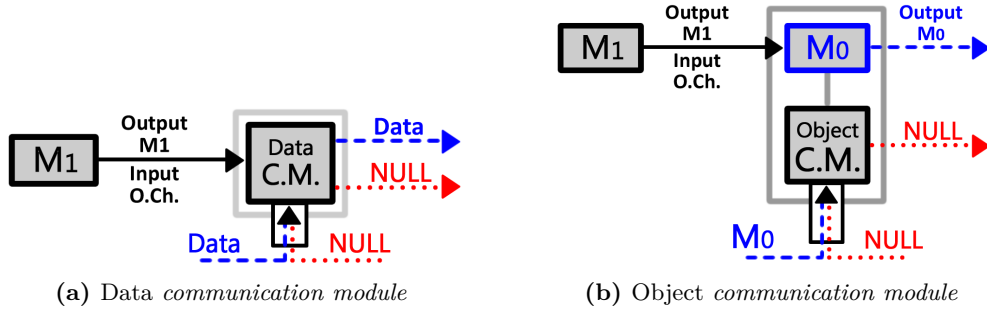 M1
Output
M1
Input
O.Ch.
Data
C.M.
Data
NULL
Data
NULL
(a) Data communication module
M1
Output
M1
Input
O.Ch.
M0
Output
M0
Object
C.M.
NULL
M0
NULL
(b) Object communication module